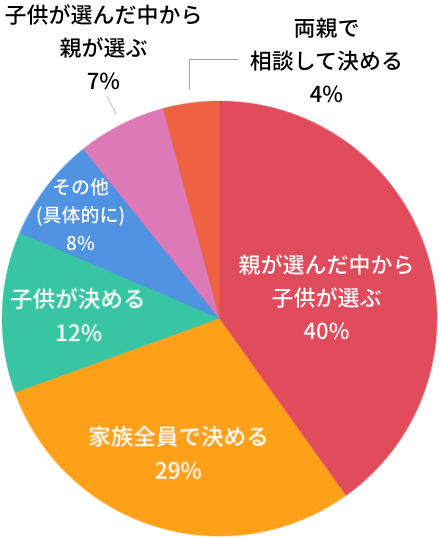 子供が選んだ中から
親が選ぶ
7%
両親で
相談して決める
4%
その他
(具体的に)
8%
親が選んだ中から
子供が選ぶ
40%
子供が決める
12%
家族全員で決める
29%